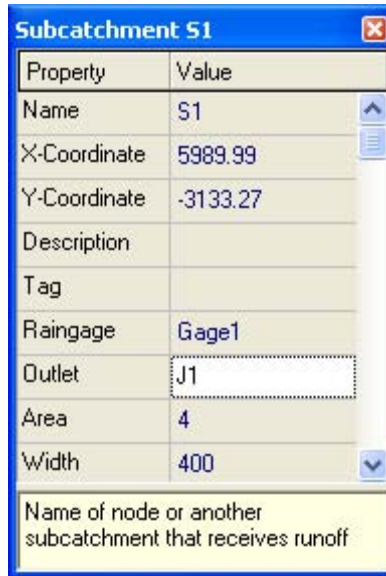 Subcatchment S1
Property Value
Name S1
X-Coordinate 5989.99
Y-Coordinate -3133.27
Description
Tag
Raingage Gage1
Outlet J1
Area 4
Width 400
Name of node or another
subcatchment that receives runoff